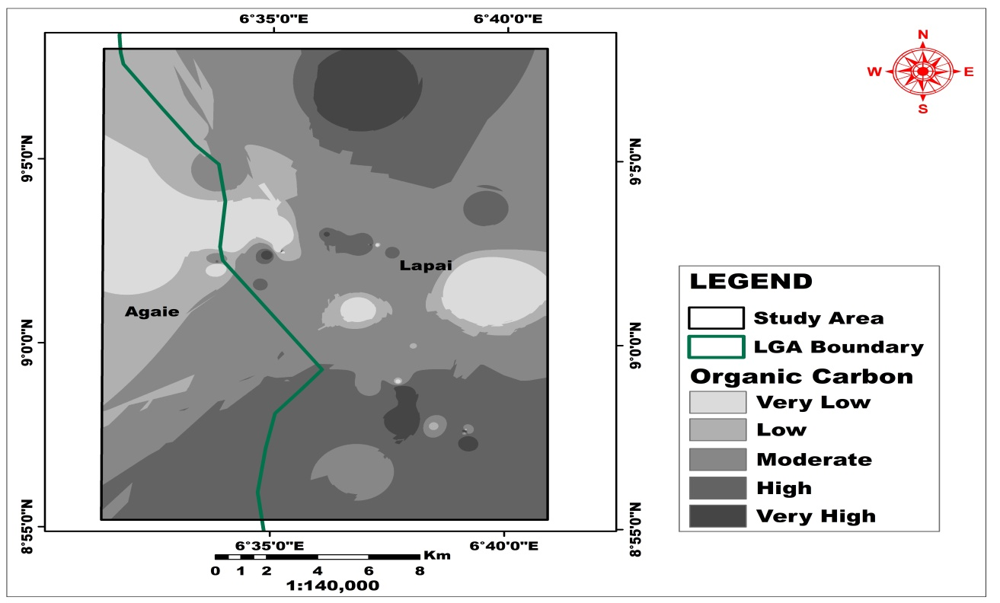 6°35'0"E 6°40'0"E
N
W E
S
9°5'0"N 9°5'0"N
Lapai
Agaie
9°0'0"N 9°0'0"N
8°55'0"N 8°55'0"N
6°35'0"E 6°40'0"E
Km
0 1 2 4 6 8
1:140,000
LEGEND
Study Area
LGA Boundary
Organic Carbon
Very Low
Low
Moderate
High
Very High